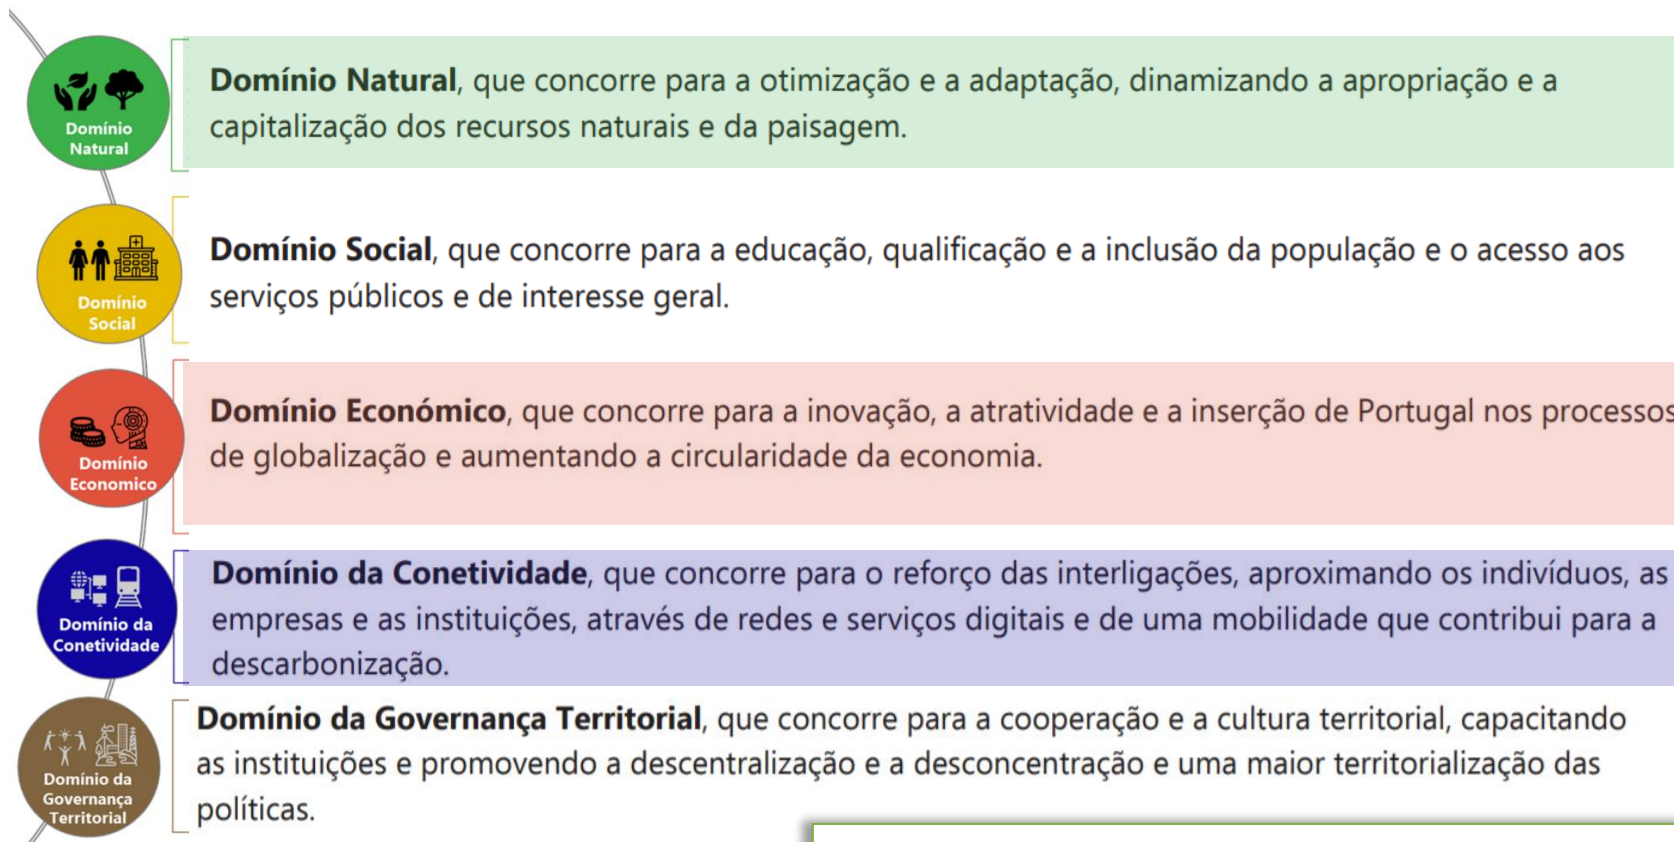 Domínio
Natural
Domínio Natural, que concorre para a otimização e a adaptação, dinamizando a apropriação e a
capitalização dos recursos naturais e da paisagem.
Domínio
Social
Domínio Social, que concorre para a educação, qualificação e a inclusão da população e o acesso aos
serviços públicos e de interesse geral.
Domínio
Economico
Domínio Económico, que concorre para a inovação, a atratividade e a inserção de Portugal nos processos
de globalização e aumentando a circularidade da economia.
Domínio da
Conetividade
Domínio da Conetividade, que concorre para o reforço das interligações, aproximando os indivíduos, as
empresas e as instituições, através de redes e serviços digitais e de uma mobilidade que contribui para a
descarbonização.
Domínio da
Governança
Territorial
Domínio da Governança Territorial, que concorre para a cooperação e a cultura territorial, capacitando
as instituições e promovendo a descentralização e a desconcentração e uma maior territorialização das
políticas.